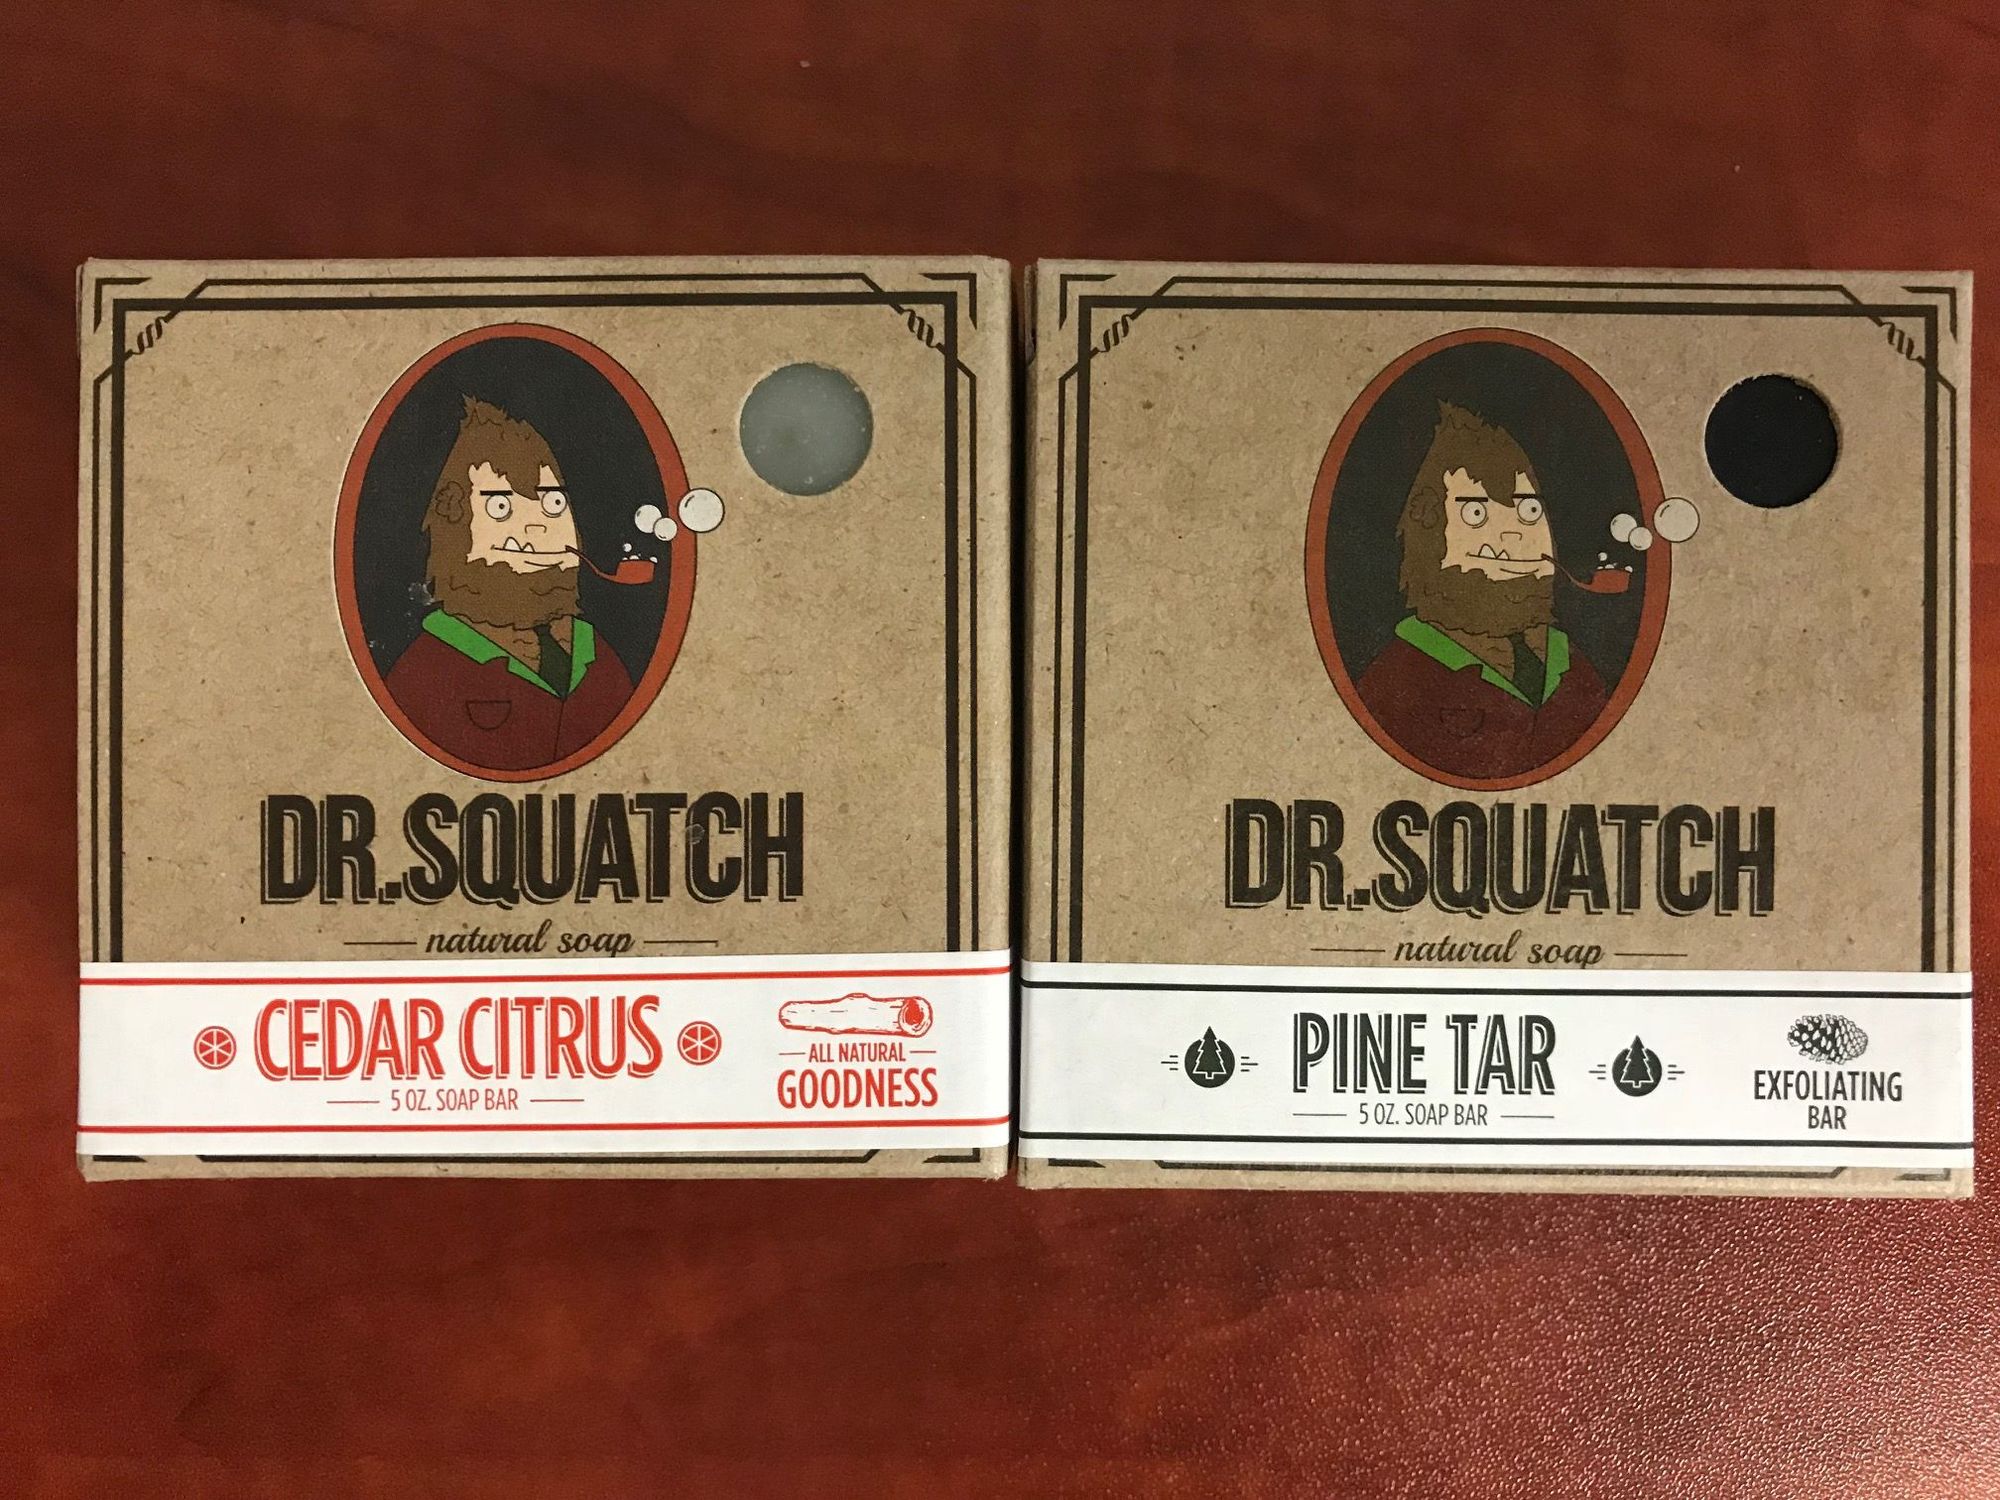 DR.SQUATCH
natural soap
CEDAR CITRUS
5 OZ. SOAP BAR
ALL NATURAL
GOODNESS
DR.SQUATCH
natural soap
PINE TAR
5 OZ. SOAP BAR
EXFOLIATING
BAR